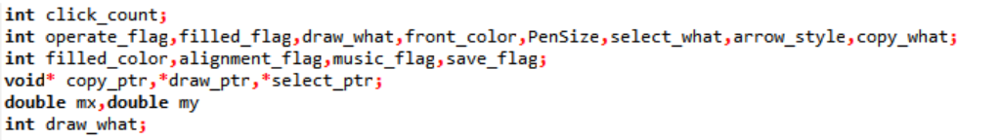 int click_count;
int operate_flag,filled_flag,draw_what,front_color,PenSize,select_what,arrow_style,copy_what;
int filled_color,alignment_flag,music_flag,save_flag;
void* copy_ptr,*draw_ptr,*select_ptr;
double mx,double my
int draw_what;